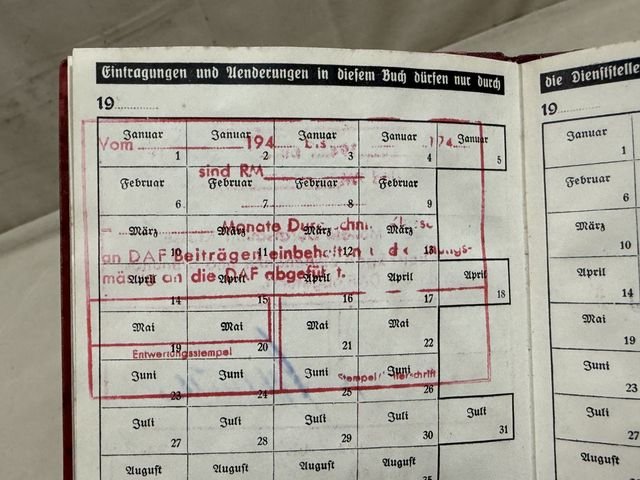 Eintragungen und Aenderungen in diesem Buch dürfen nur durch
19
Januar Januar Januar Januar Januar
1 2 3 4 5
Februar Februar Februar Februar
6 7 8 9
März März März März
10 11 12 13
April April April April April
14 15 16 17 18
Mai Mai Mai Mai
19 20 21 22
Juni Juni Juni Juni
23 24 25 26
Juli Juli Juli Juli Juli
27 28 29 30 31
August August August August
Vom 194 bis 194
sind RM
Monate
an DAF Beiträgen einbehalten
an die DAF abgeführt.
Entwertungsstempel
Stempel/Unterschrift
die Dienststelle
19
Januar
1
Februar
6
März
10
April
14
Mai
19
Juni
23
Juli
27
August